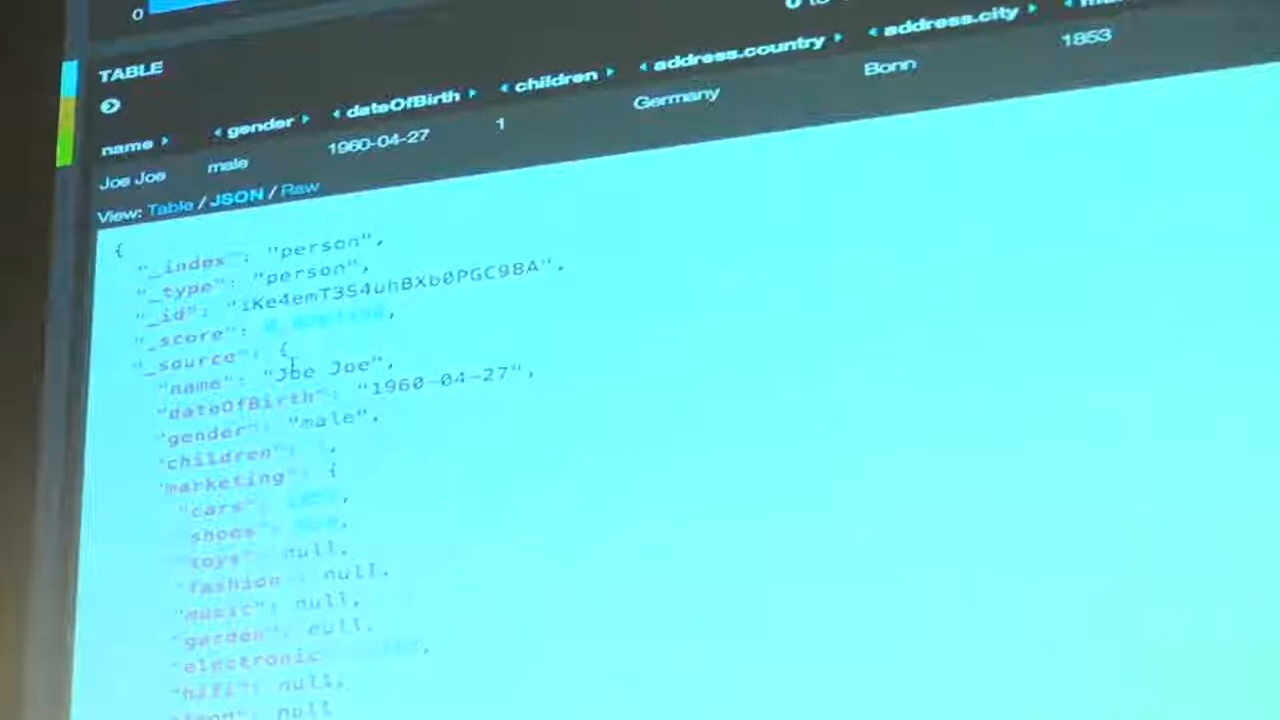 0
TABLE
name gender dateOfBirth children address.country address.city
Joe Joe male 1960-04-27 1 Germany Bonn 1853
View: Table / JSON / Raw
{
"_index": "person",
"_type": "person",
"_id": "iKe4emT3S4uhBXb0PGC98A",
"_score": ,
"_source": {
"name": "Joe Joe",
"dateOfBirth": "1960-04-27",
"gender": "male",
"children": ,
"marketing": {
"cars": ,
"shoes": ,
"toys": null,
"fashion": null,
"music": null,
"garden": null,
"electronic ,
"hifi": null,
null